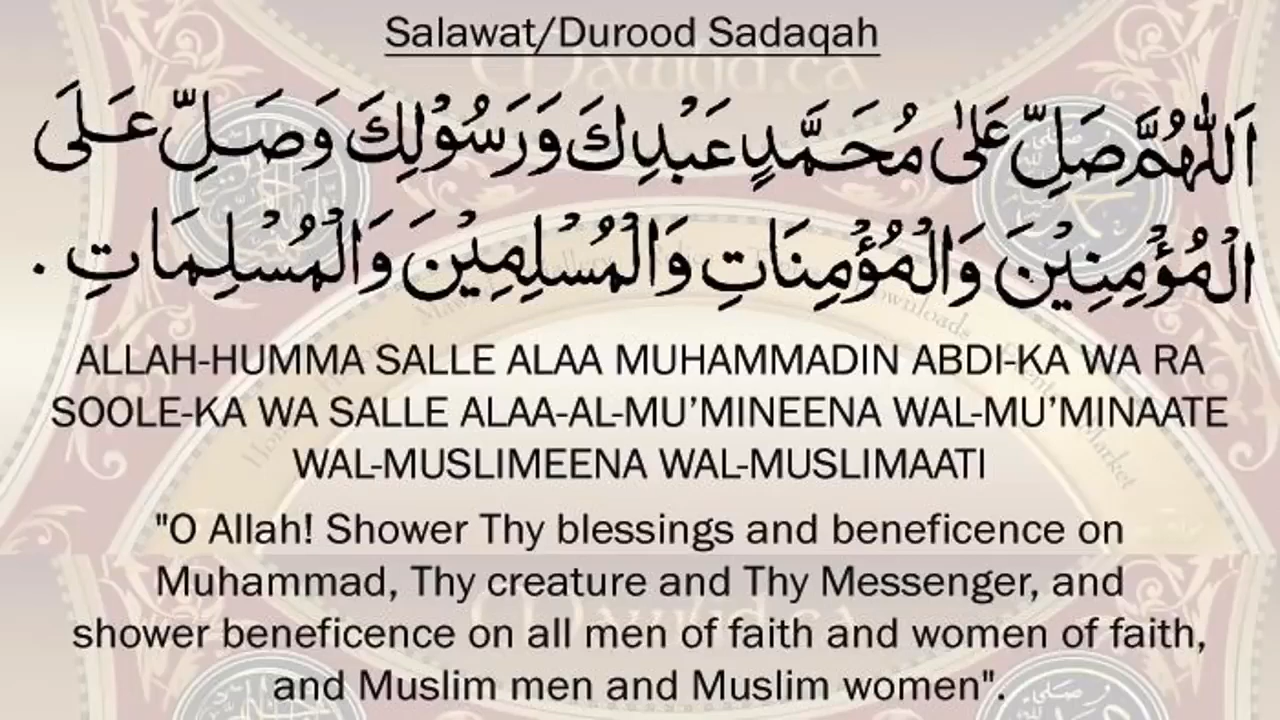 Salawat/Durood Sadaqah
اَللّٰهُمَّ صَلِّ عَلٰى مُحَمَّدٍ عَبْدِكَ وَرَسُوْلِكَ وَصَلِّ عَلَى
الْمُؤْمِنِيْنَ وَالْمُؤْمِنَاتِ وَالْمُسْلِمِيْنَ وَالْمُسْلِمَاتِ .
ALLAH-HUMMA SALLE ALAA MUHAMMADIN ABDI-KA WA RA
SOOLE-KA WA SALLE ALAA-AL-MU’MINEENA WAL-MU’MINAATE
WAL-MUSLIMEENA WAL-MUSLIMAATI
"O Allah! Shower Thy blessings and beneficence on
Muhammad, Thy creature and Thy Messenger, and
shower beneficence on all men of faith and women of faith,
and Muslim men and Muslim women".